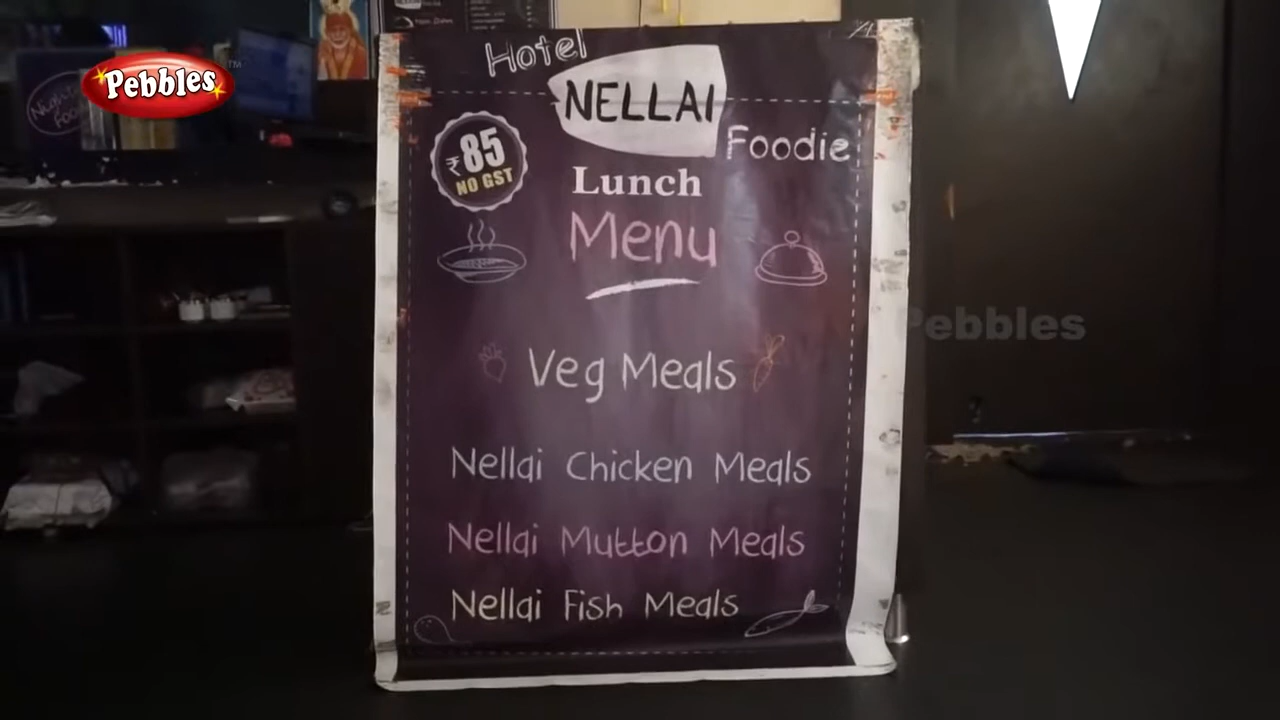 Pebbles™
Hotel
NELLAI
Foodie
₹85
NO GST
Lunch
Menu
Veg Meals
Nellai Chicken Meals
Nellai Mutton Meals
Nellai Fish Meals
Pebbles